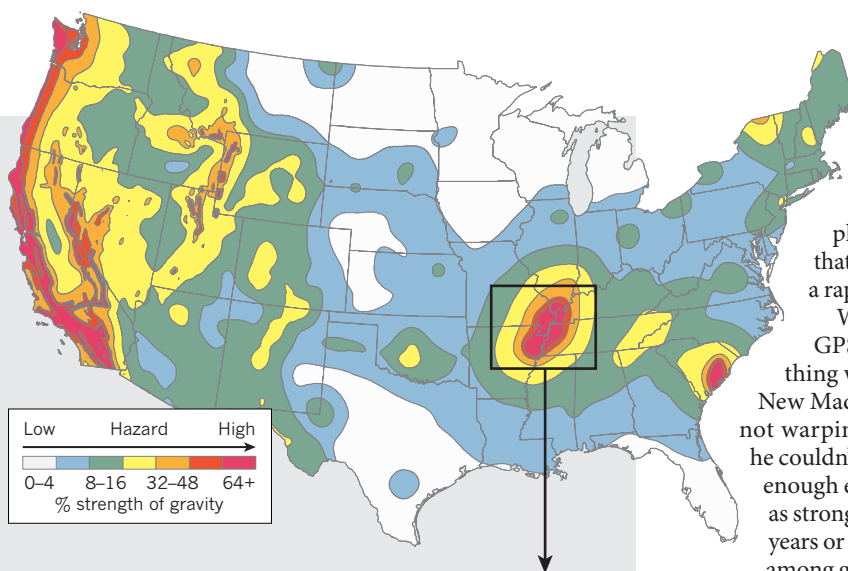 Low Hazard High
0–4 8–16 32–48 64+
% strength of gravity
that
a rap
GPS
thing w
New Mad
not warpin
he couldn't
enough e
as strong
years or
among g